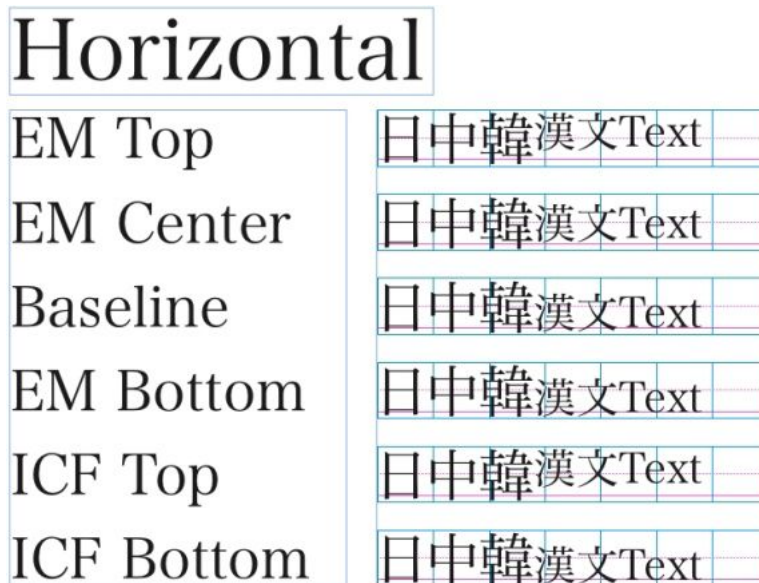 Horizontal
EM Top 日中韓漢文Text
EM Center 日中韓漢文Text
Baseline 日中韓漢文Text
EM Bottom 日中韓漢文Text
ICF Top 日中韓漢文Text
ICF Bottom 日中韓漢文Text